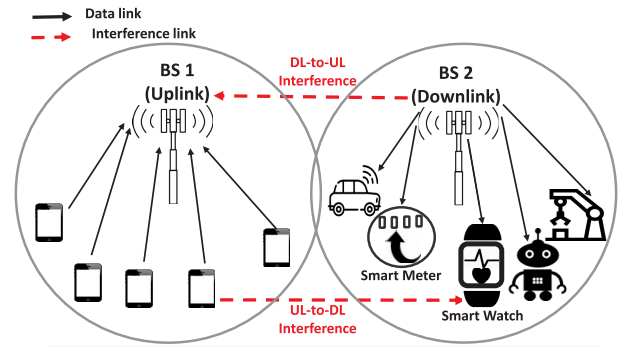 Data link
Interference link
BS 1
(Uplink)
DL-to-UL
Interference
BS 2
(Downlink)
Smart Meter
Smart Watch
UL-to-DL
Interference